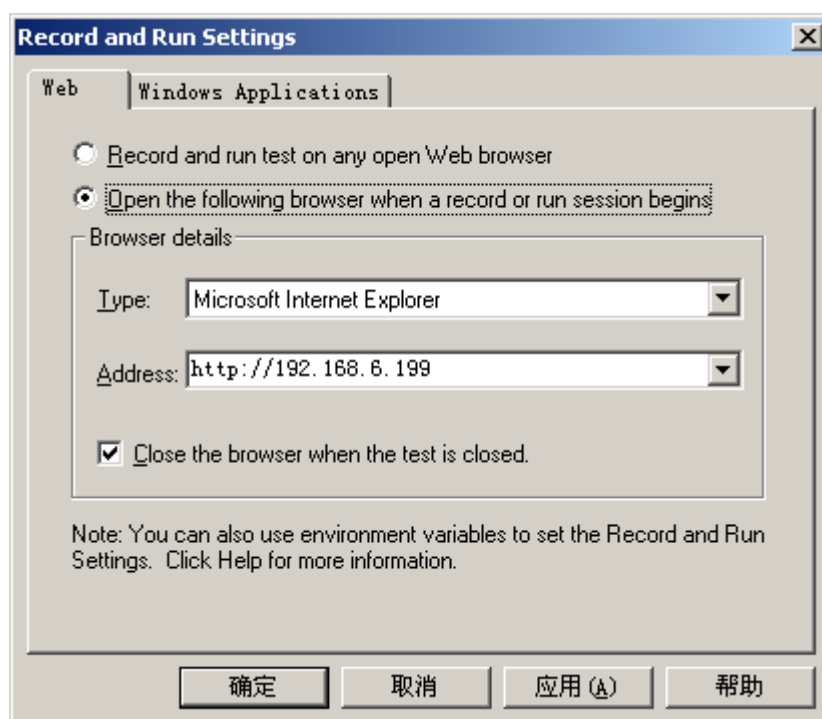 Record and Run Settings
Web Windows Applications
Record and run test on any open Web browser
Open the following browser when a record or run session begins
Browser details
Type: Microsoft Internet Explorer
Address: http://192.168.6.199
Close the browser when the test is closed.
Note: You can also use environment variables to set the Record and Run
Settings. Click Help for more information.
确定 取消 应用(A) 帮助